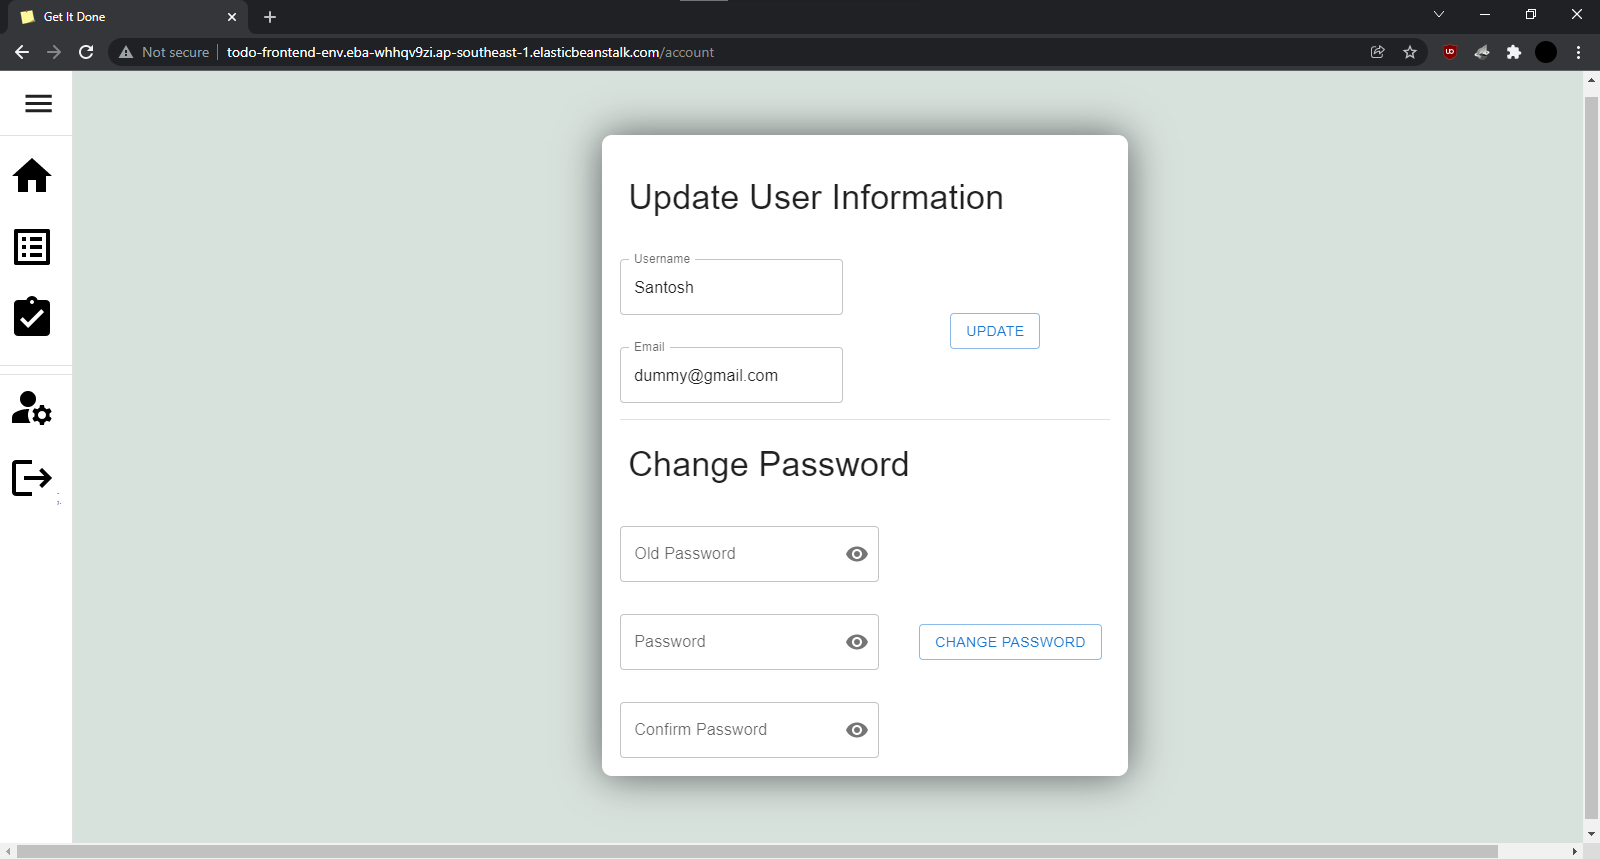 Get It Done
Not secure todo-frontend-env.eba-whhqv9zi.ap-southeast-1.elasticbeanstalk.com/account
Update User Information
Username
Santosh
UPDATE
Email
dummy@gmail.com
Change Password
Old Password
Password
CHANGE PASSWORD
Confirm Password